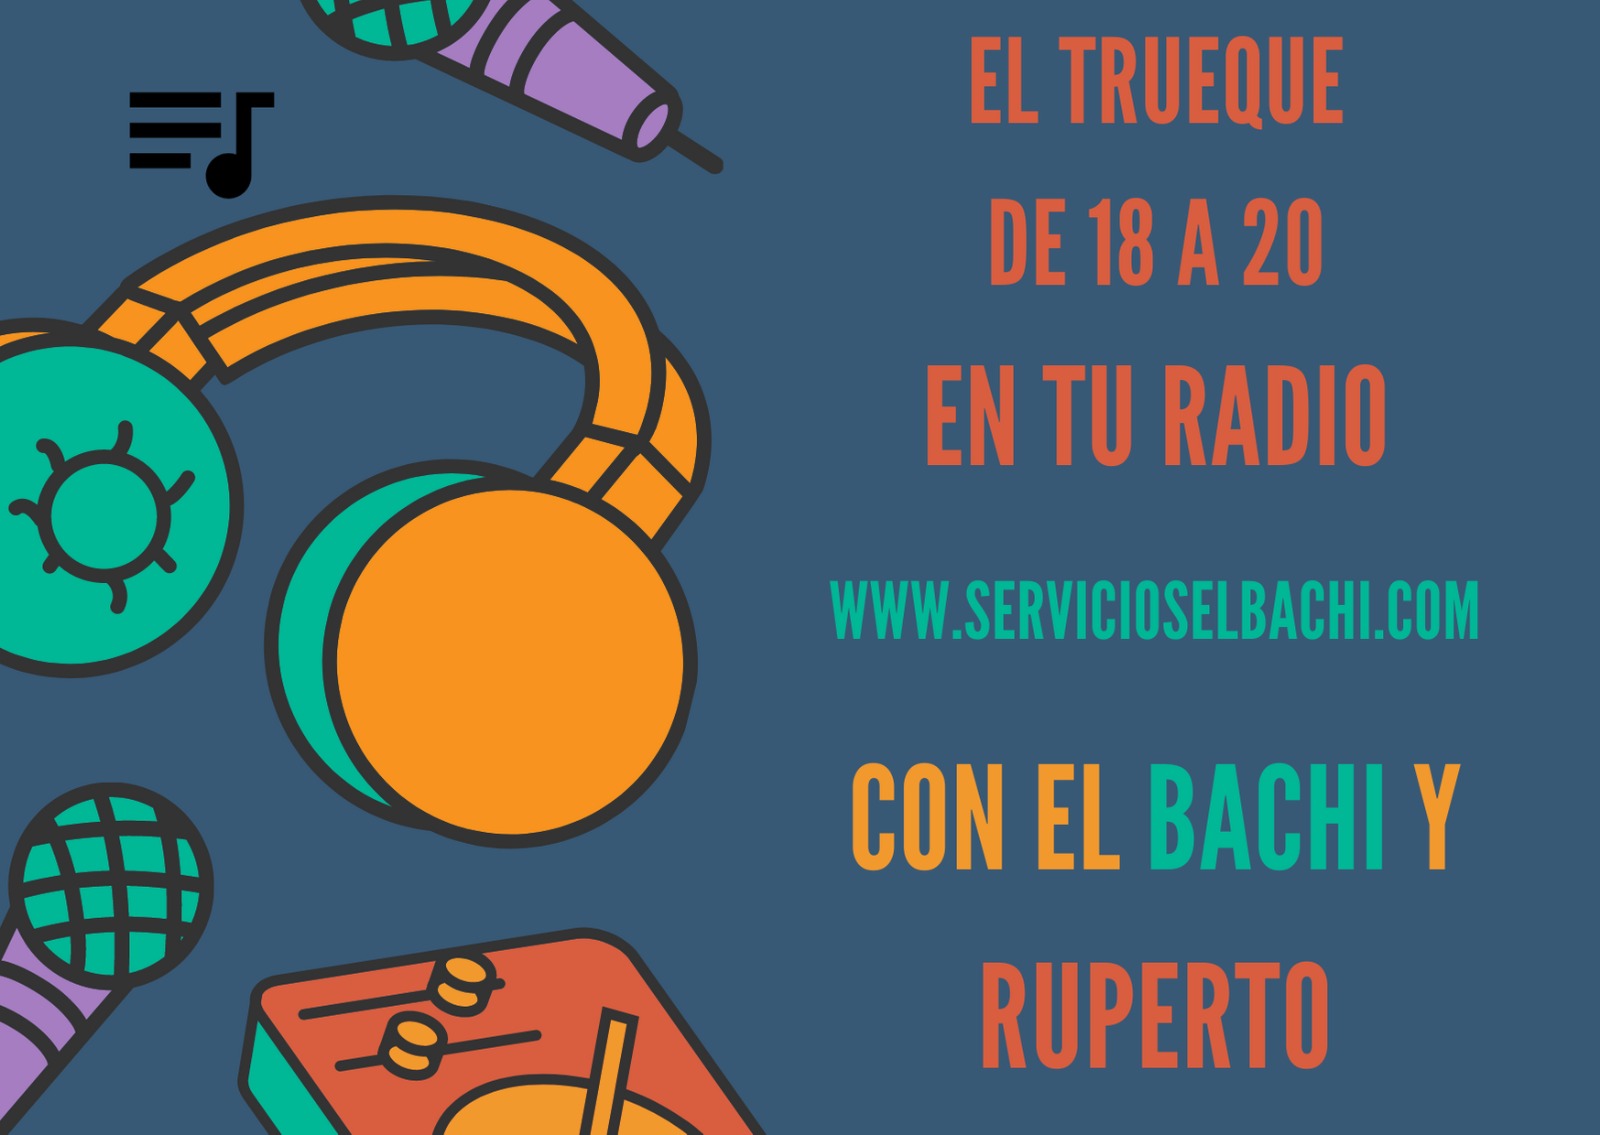 EL TRUEQUE
DE 18 A 20
EN TU RADIO
WWW.SERVICIOSELBACHI.COM
CON EL BACHI Y
RUPERTO